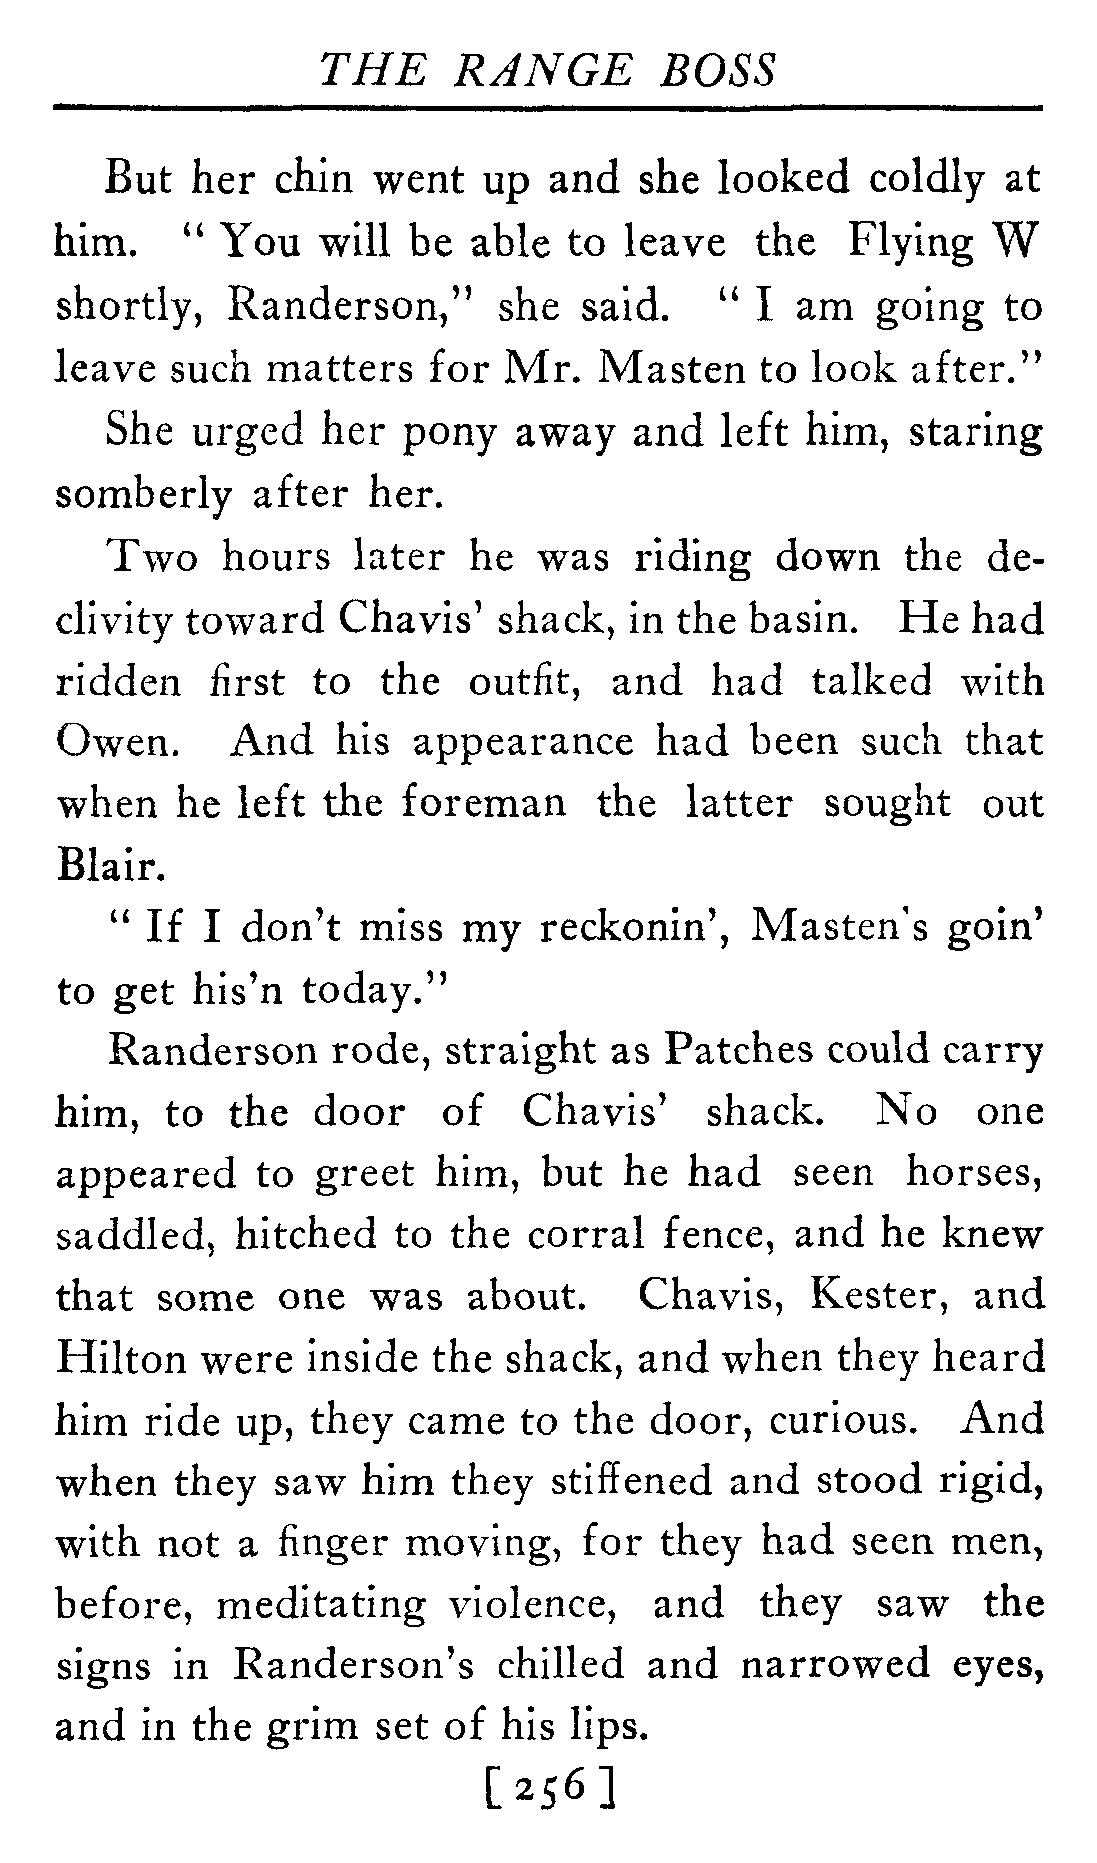 THE RANGE BOSS
But her chin went up and she looked coldly at
him. " You will be able to leave the Flying W
shortly, Randerson," she said. " I am going to
leave such matters for Mr. Masten to look after."
She urged her pony away and left him, staring
somberly after her.
Two hours later he was riding down the de-
clivity toward Chavis' shack, in the basin. He had
ridden first to the outfit, and had talked with
Owen. And his appearance had been such that
when he left the foreman the latter sought out
Blair.
" If I don't miss my reckonin', Masten's goin'
to get his'n today."
Randerson rode, straight as Patches could carry
him, to the door of Chavis' shack. No one
appeared to greet him, but he had seen horses,
saddled, hitched to the corral fence, and he knew
that some one was about. Chavis, Kester, and
Hilton were inside the shack, and when they heard
him ride up, they came to the door, curious. And
when they saw him they stiffened and stood rigid,
with not a finger moving, for they had seen men,
before, meditating violence, and they saw the
signs in Randerson's chilled and narrowed eyes,
and in the grim set of his lips.
[ 256 ]